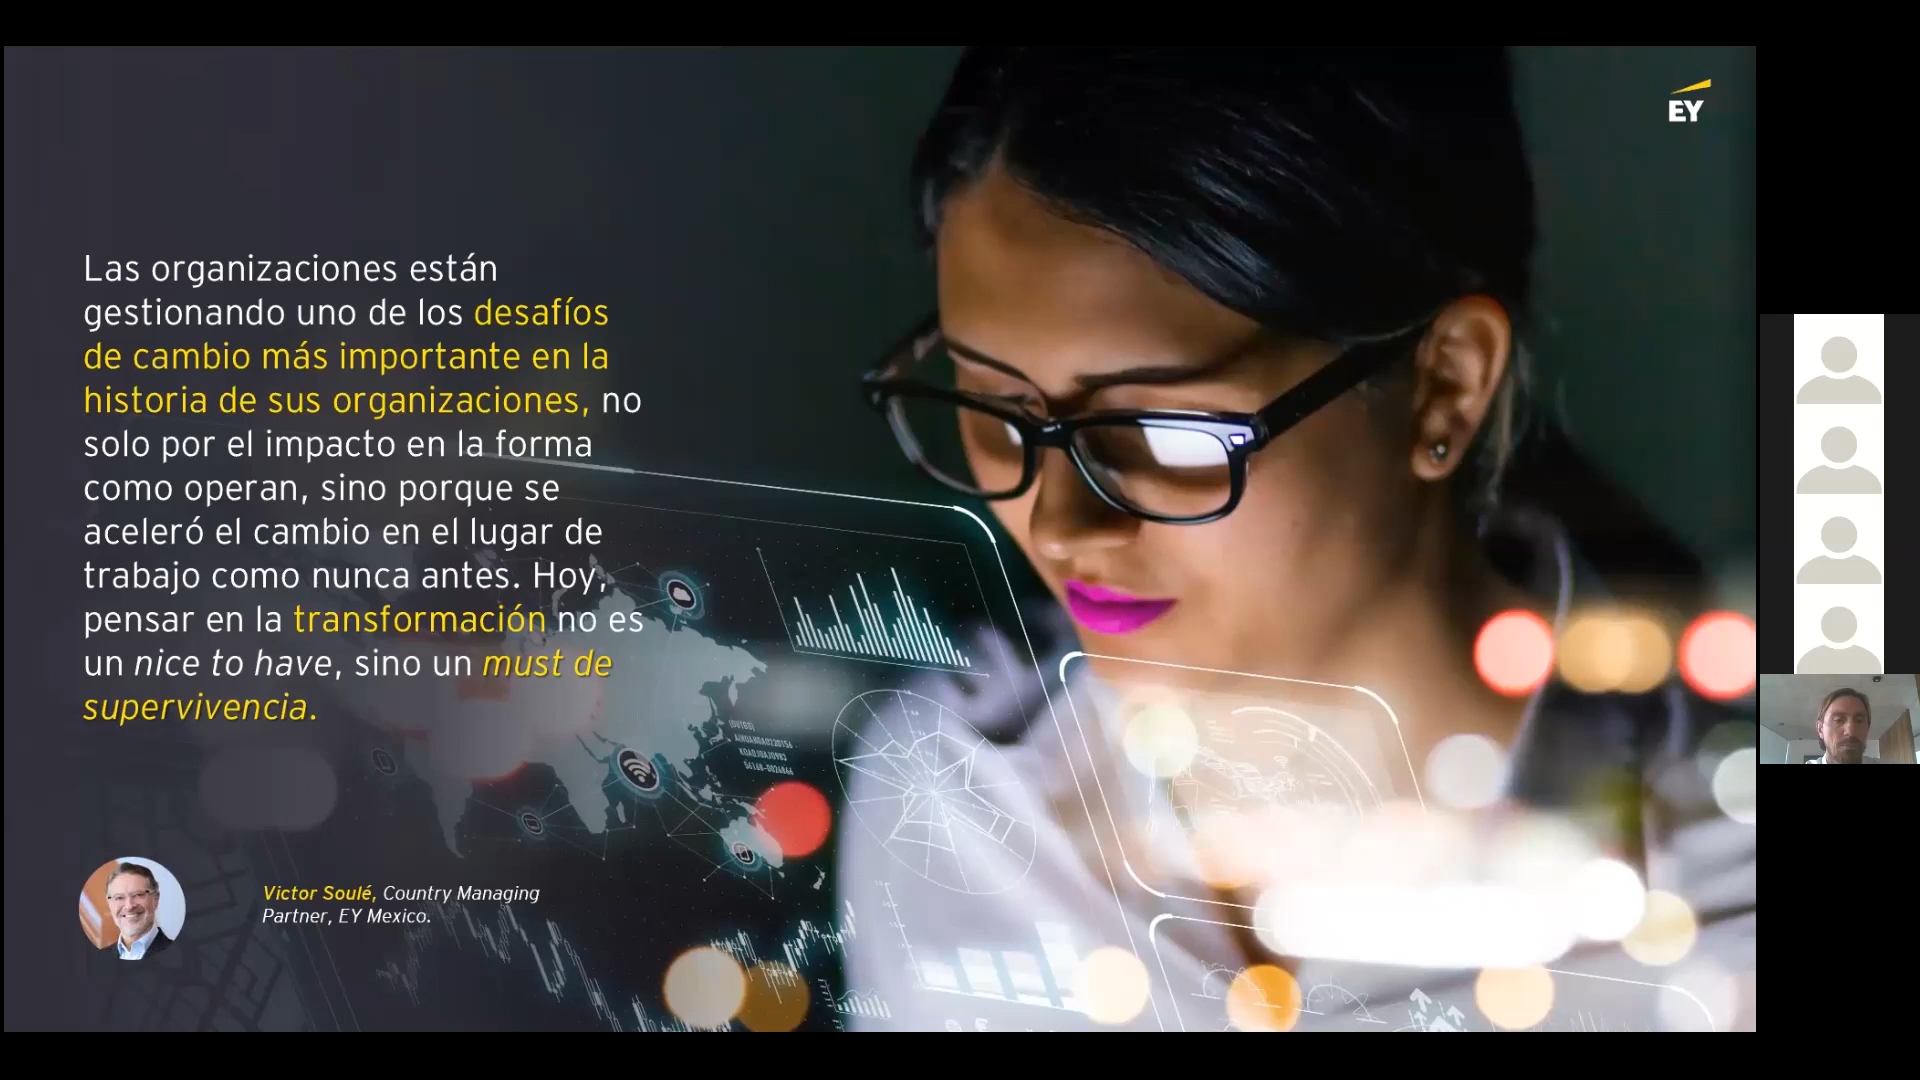 EY
Las organizaciones están
gestionando uno de los desafíos
de cambio más importante en la
historia de sus organizaciones, no
solo por el impacto en la forma
como operan, sino porque se
aceleró el cambio en el lugar de
trabajo como nunca antes. Hoy,
pensar en la transformación no es
un nice to have, sino un must de
supervivencia.
Victor Soulé, Country Managing
Partner, EY Mexico.